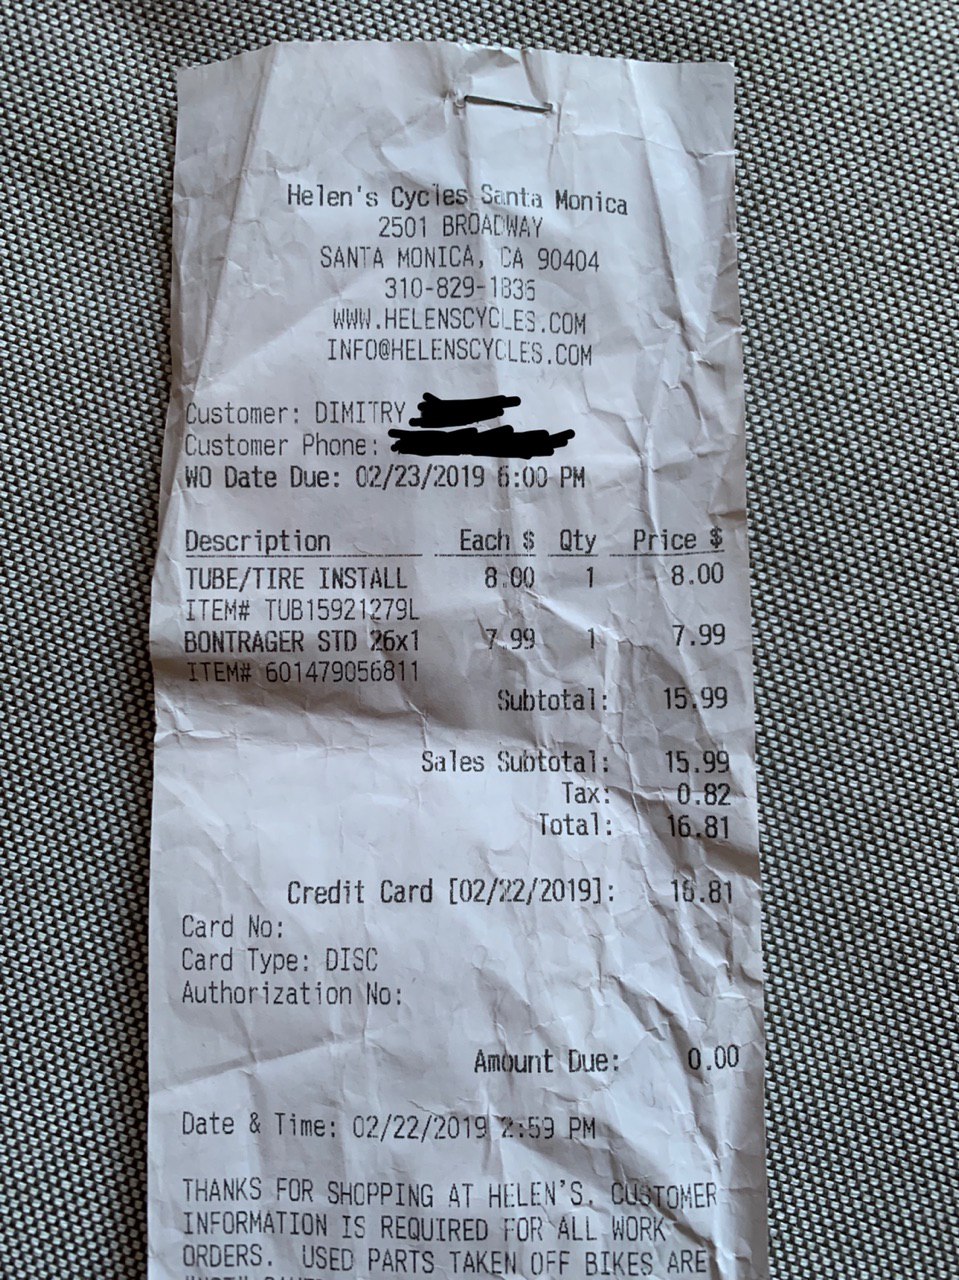 Helen's Cycles Santa Monica
2501 BROADWAY
SANTA MONICA, CA 90404
310-829-1836
WWW.HELENSCYCLES.COM
INFO@HELENSCYCLES.COM
Customer: DIMITRY
Customer Phone:
WO Date Due: 02/23/2019 6:00 PM
Description Each $ Qty Price $
TUBE/TIRE INSTALL 8.00 1 8.00
ITEM# TUB15921279L
BONTRAGER STD 26x1 7.99 1 7.99
ITEM# 601479056811
Subtotal: 15.99
Sales Subtotal: 15.99
Tax: 0.82
Total: 16.81
Credit Card [02/22/2019]: 16.81
Card No:
Card Type: DISC
Authorization No:
Amount Due: 0.00
Date & Time: 02/22/2019 2:59 PM
THANKS FOR SHOPPING AT HELEN'S. CUSTOMER
INFORMATION IS REQUIRED FOR ALL WORK
ORDERS. USED PARTS TAKEN OFF BIKES ARE